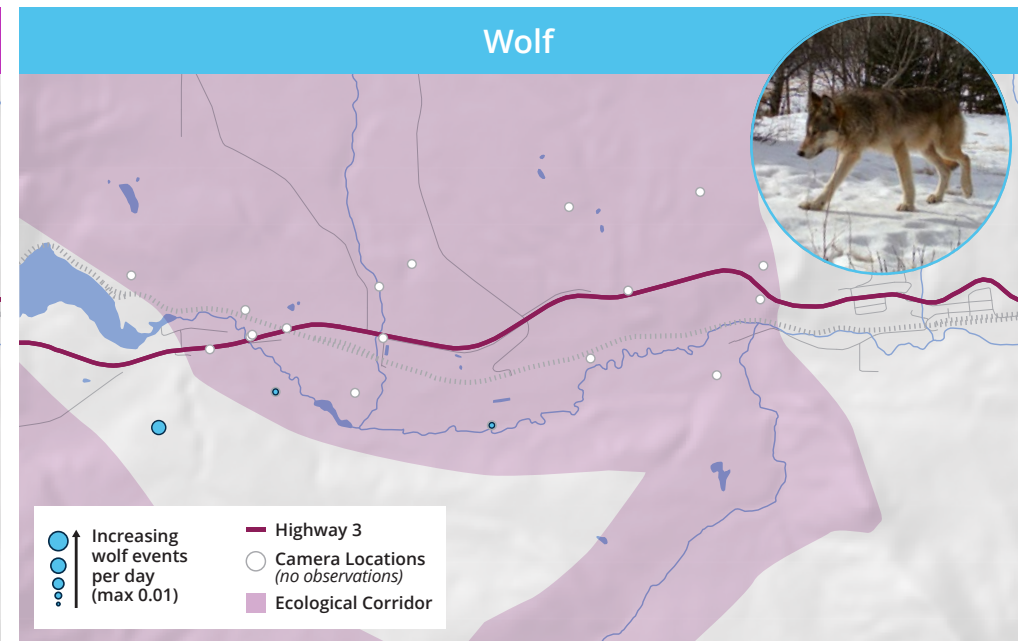 Wolf
Increasing
wolf events
per day
(max 0.01)
Highway 3
Camera Locations
(no observations)
Ecological Corridor